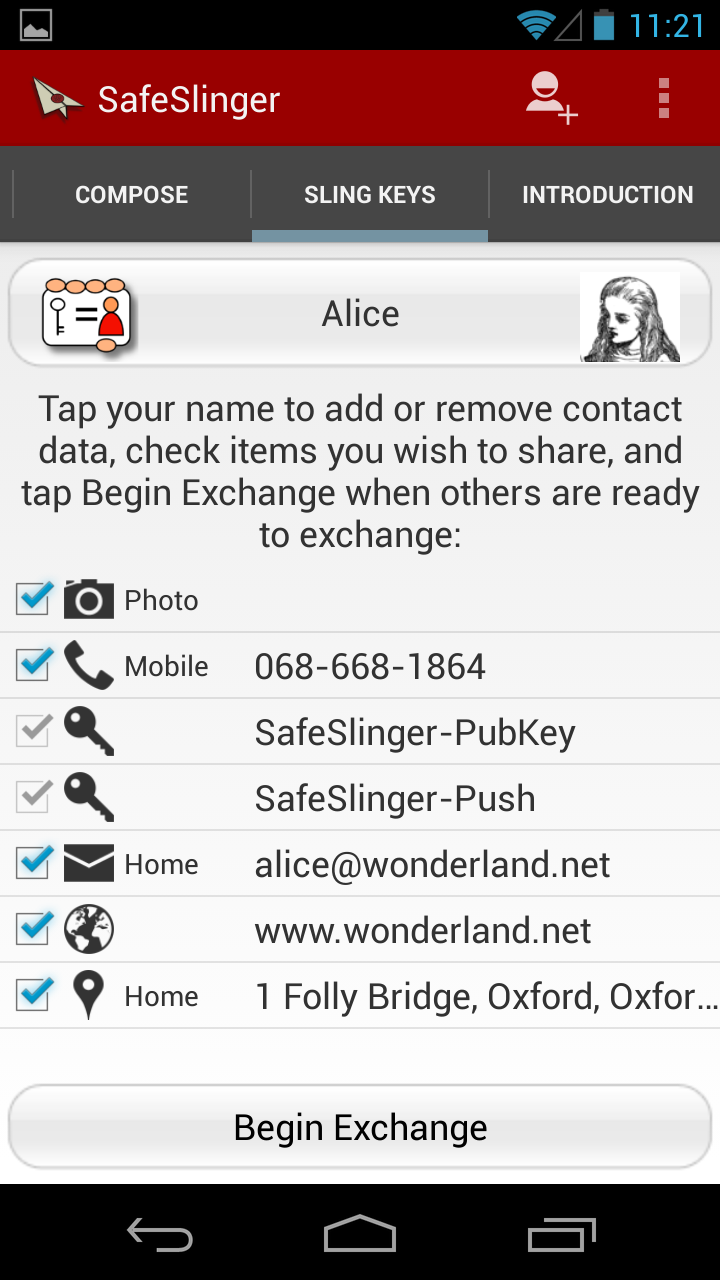 11:21
SafeSlinger
COMPOSE
SLING KEYS
INTRODUCTION
Alice
Tap your name to add or remove contact
data, check items you wish to share, and
tap Begin Exchange when others are ready
to exchange:
Photo
Mobile 068-668-1864
SafeSlinger-PubKey
SafeSlinger-Push
Home alice@wonderland.net
www.wonderland.net
Home 1 Folly Bridge, Oxford, Oxfor...
Begin Exchange